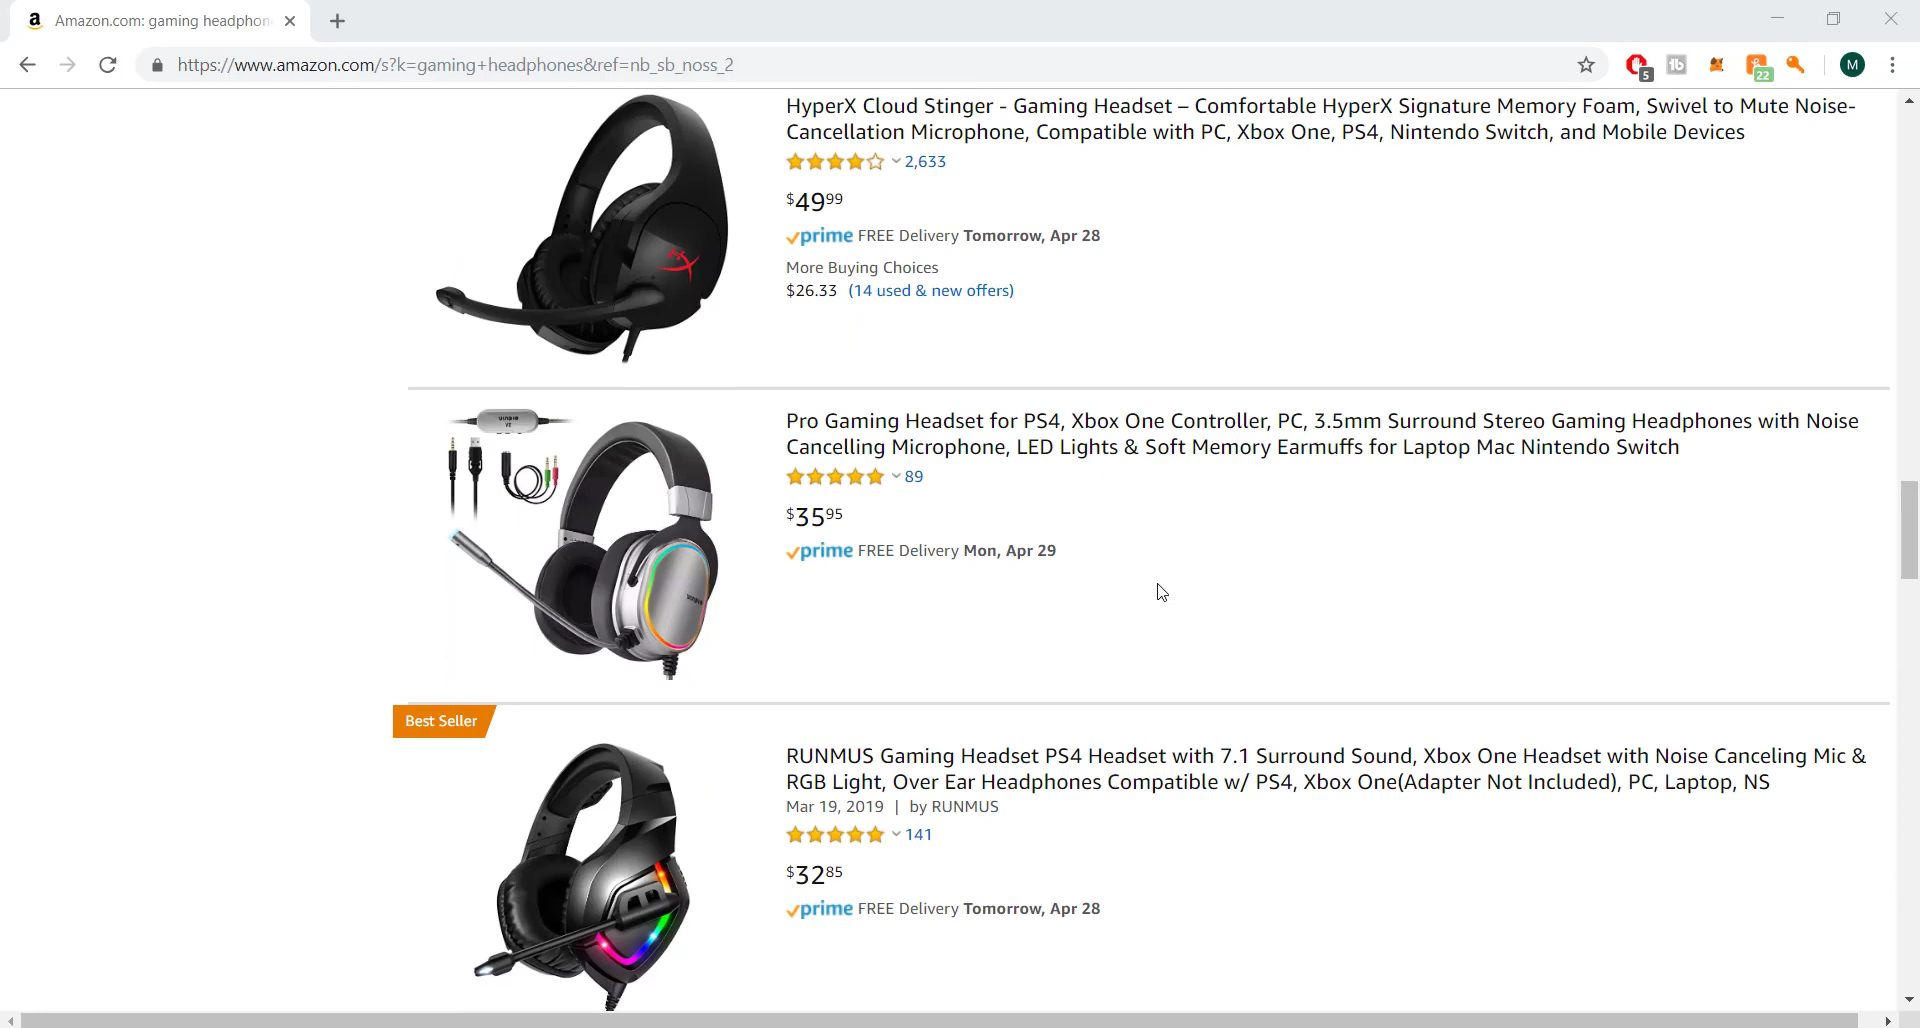 Amazon.com: gaming headphon
https://www.amazon.com/s?k=gaming+headphones&ref=nb_sb_noss_2
5
22
M
HyperX Cloud Stinger - Gaming Headset – Comfortable HyperX Signature Memory Foam, Swivel to Mute Noise-
Cancellation Microphone, Compatible with PC, Xbox One, PS4, Nintendo Switch, and Mobile Devices
2,633
$49.99
prime FREE Delivery Tomorrow, Apr 28
More Buying Choices
$26.33 (14 used & new offers)
Pro Gaming Headset for PS4, Xbox One Controller, PC, 3.5mm Surround Stereo Gaming Headphones with Noise
Cancelling Microphone, LED Lights & Soft Memory Earmuffs for Laptop Mac Nintendo Switch
89
$35.95
prime FREE Delivery Mon, Apr 29
Best Seller
RUNMUS Gaming Headset PS4 Headset with 7.1 Surround Sound, Xbox One Headset with Noise Canceling Mic &
RGB Light, Over Ear Headphones Compatible w/ PS4, Xbox One(Adapter Not Included), PC, Laptop, NS
Mar 19, 2019 | by RUNMUS
141
$32.85
prime FREE Delivery Tomorrow, Apr 28